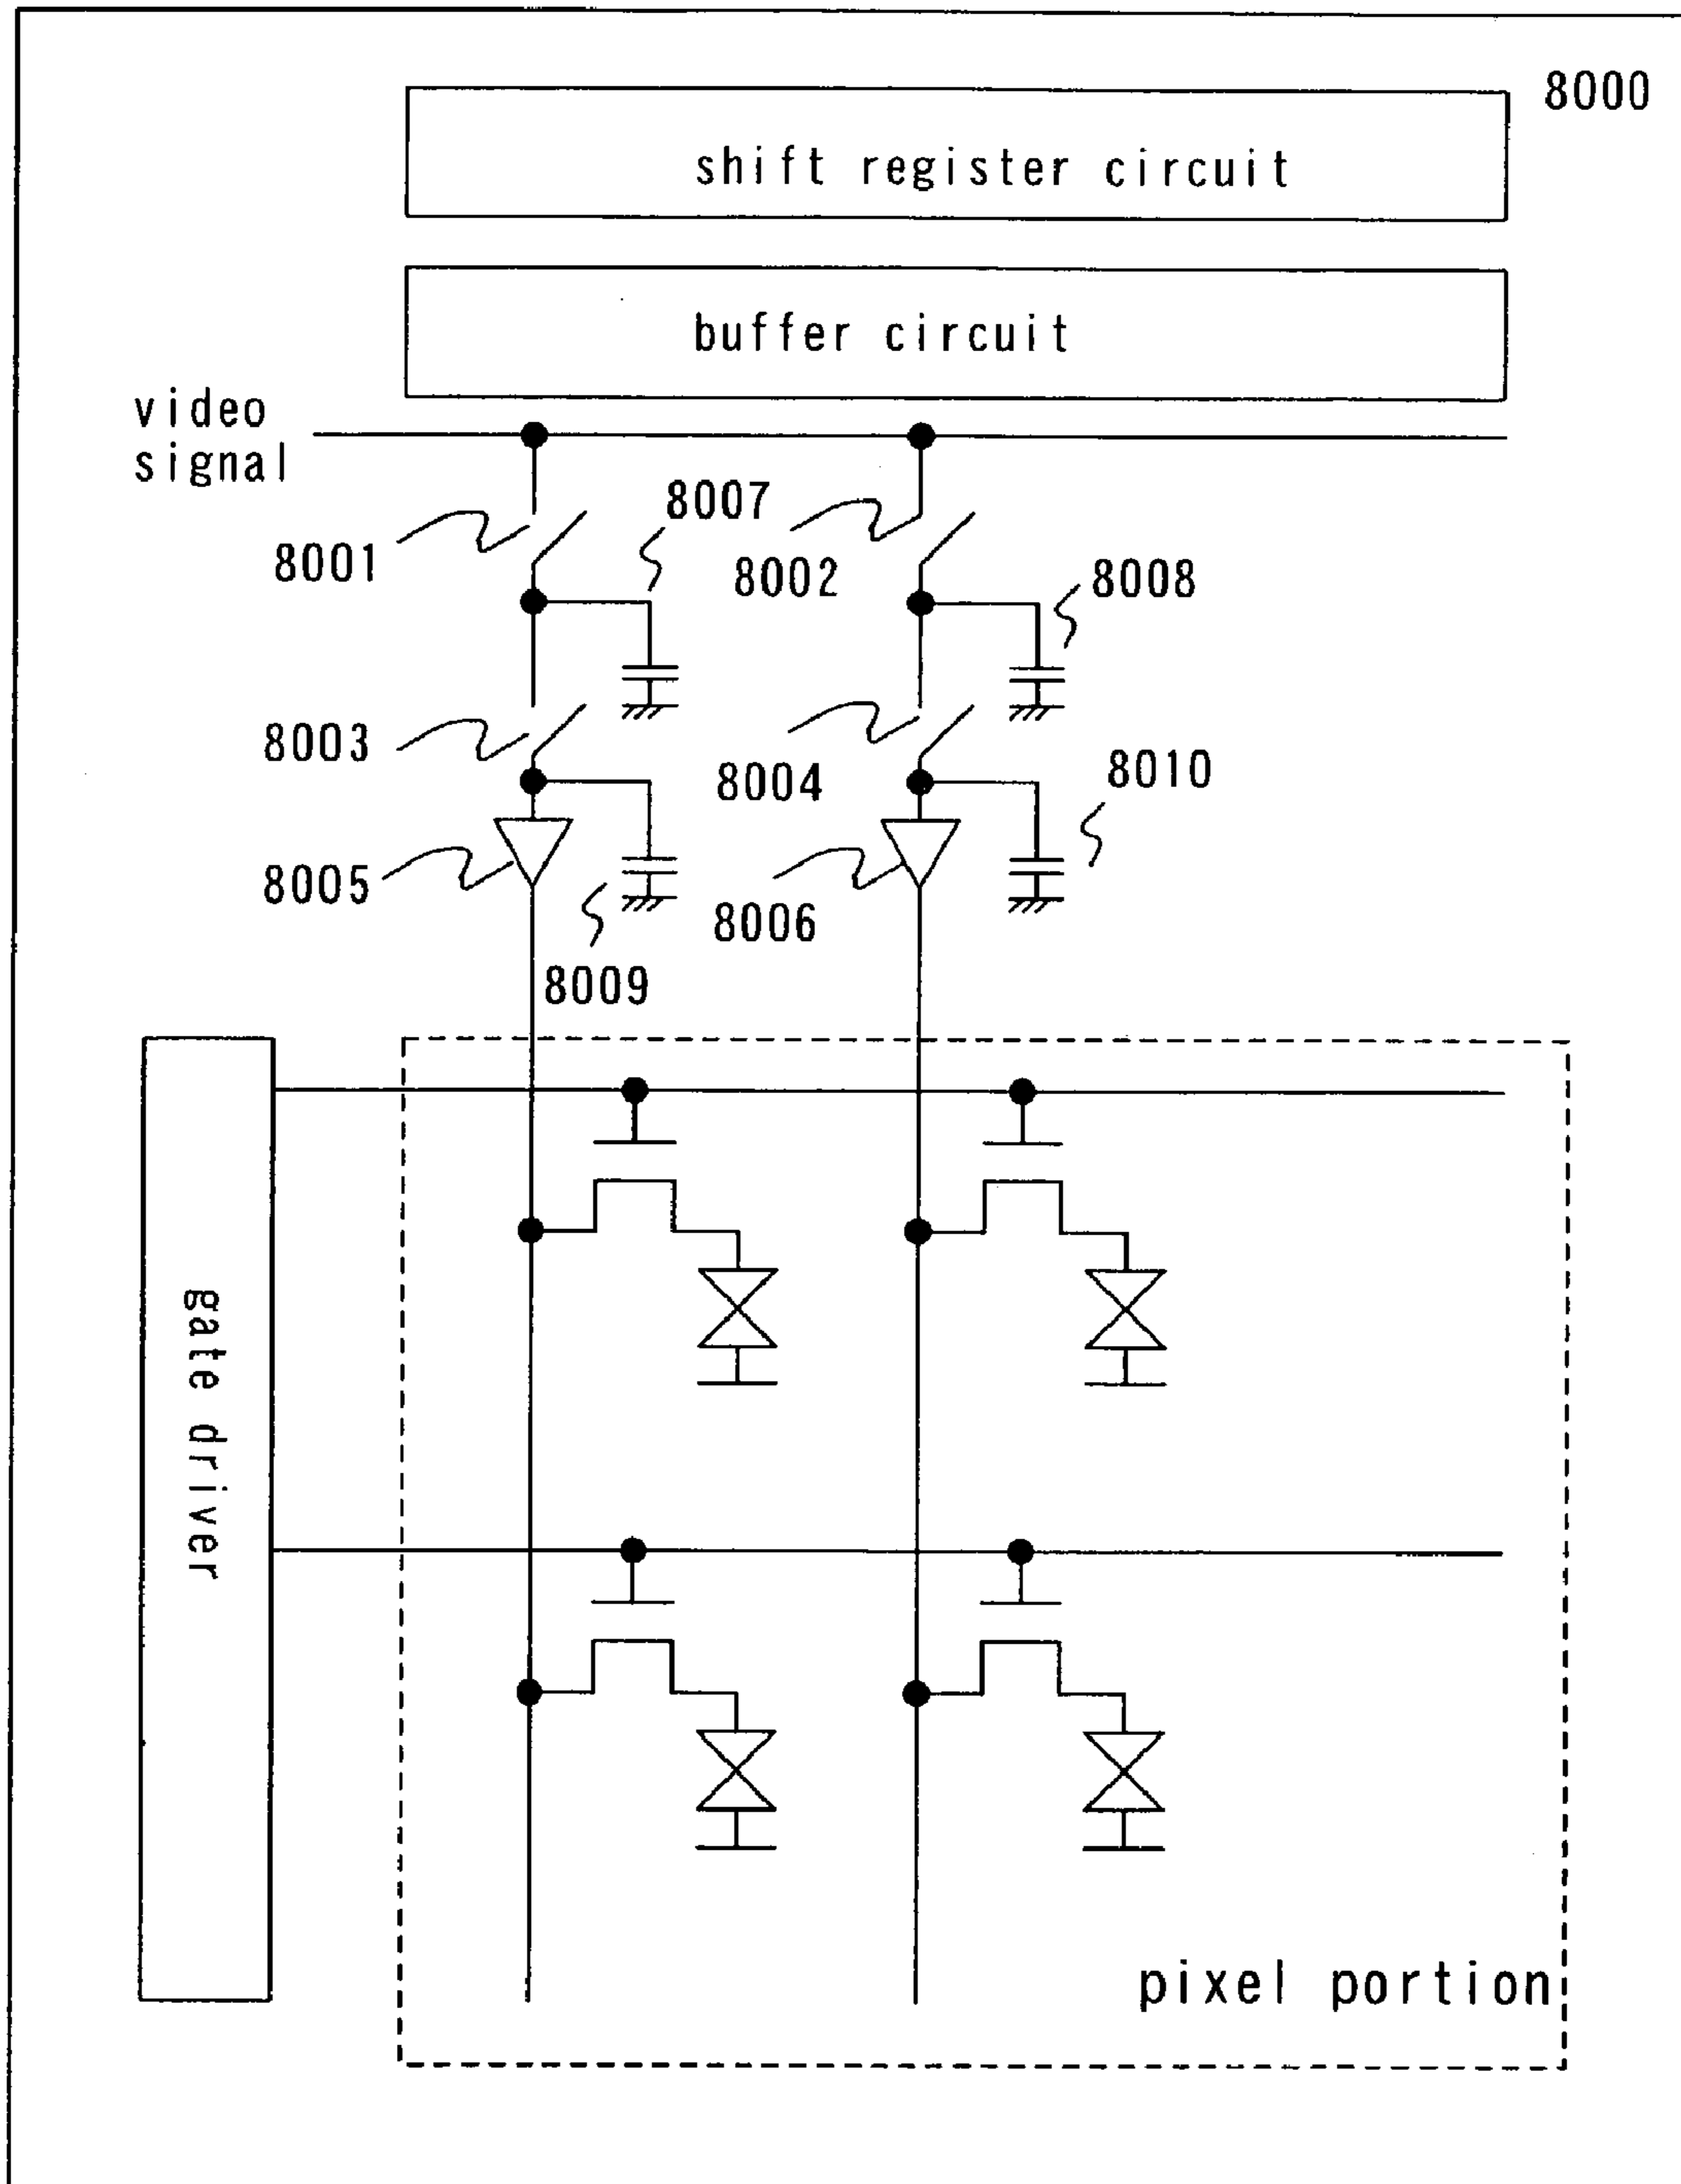 8000
shift register circuit
buffer circuit
video
signal
8007
8001
8002
8008
8003
8004
8010
8005
8006
8009
gate driver
pixel portion